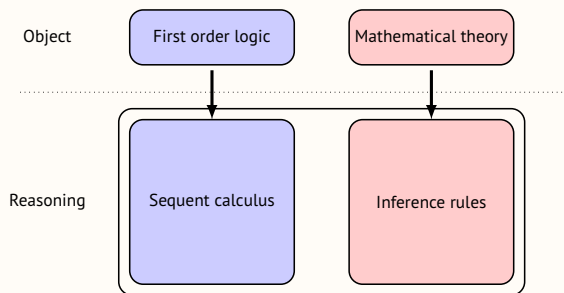 Object
First order logic
Mathematical theory
Reasoning
Sequent calculus
Inference rules